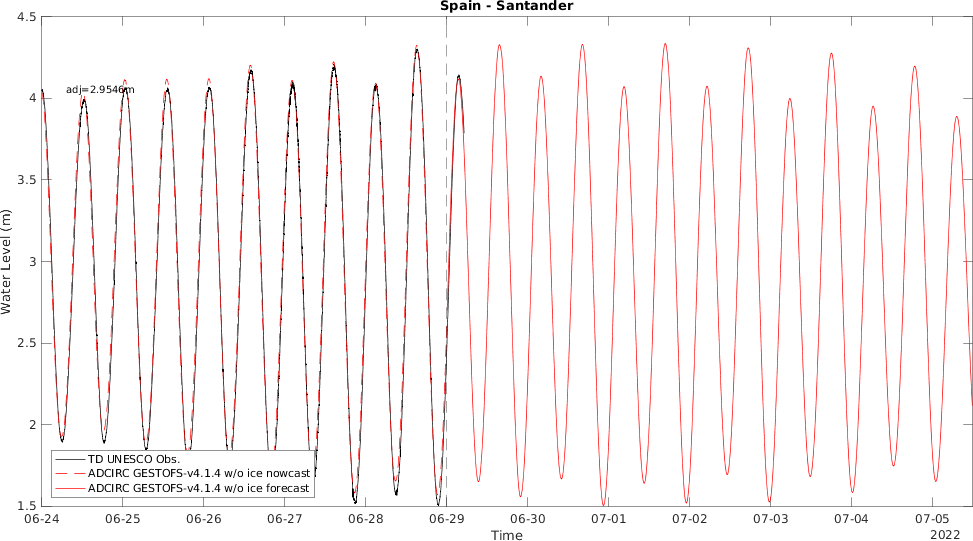 Spain - Santander
4.5
4
3.5
3
2.5
2
1.5
Water Level (m)
adj=2.9546m
TD UNESCO Obs.
ADCIRC GESTOFS-v4.1.4 w/o ice nowcast
ADCIRC GESTOFS-v4.1.4 w/o ice forecast
06-24 06-25 06-26 06-27 06-28 06-29 06-30 07-01 07-02 07-03 07-04 07-05
Time
2022